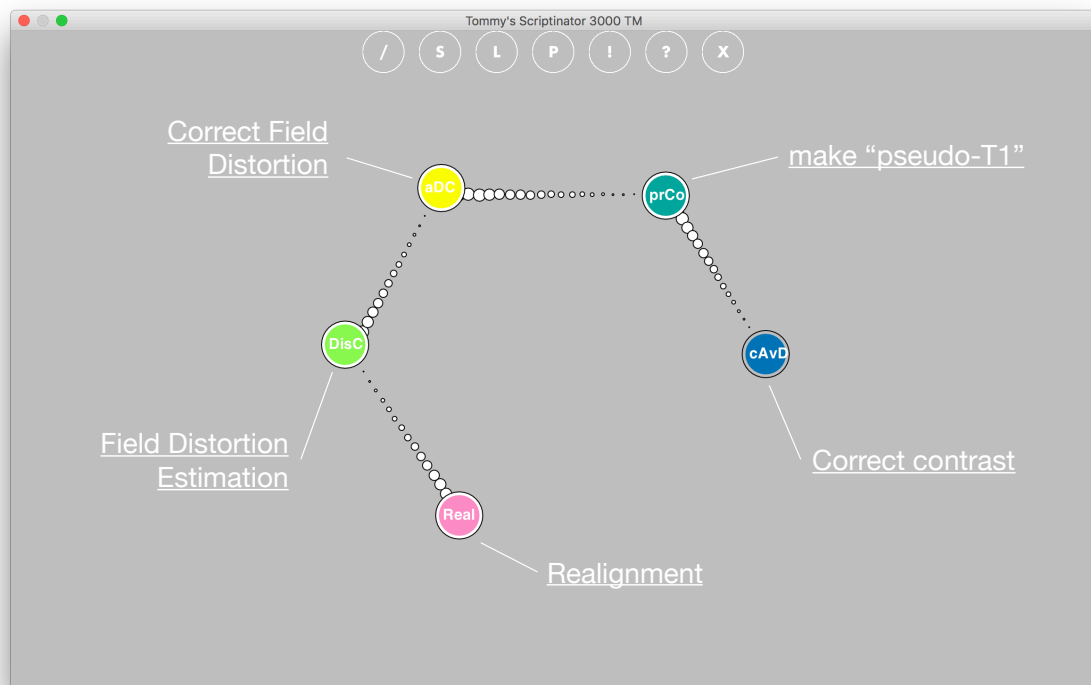 Tommy's Scriptinator 3000 TM
/ S L P ! ? X
Correct Field
Distortion
make “pseudo-T1”
aDC
prCo
DisC
cAvD
Field Distortion
Estimation
Correct contrast
Real
Realignment